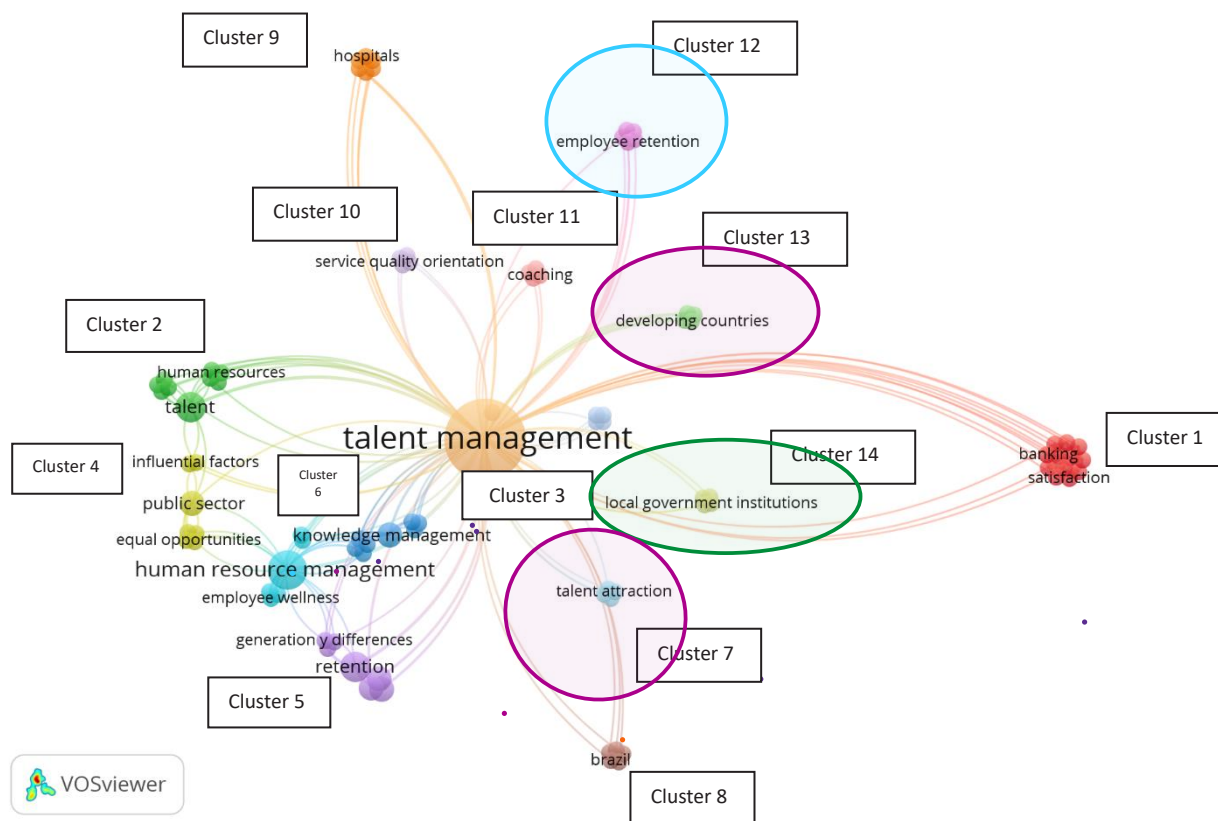 Cluster 9
Cluster 12
hospitals
employee retention
Cluster 10
Cluster 11
Cluster 13
service quality orientation
coaching
developing countries
Cluster 2
human resources
talent
talent management
Cluster 1
banking
satisfaction
Cluster 4
influential factors
Cluster 6
Cluster 14
Cluster 3
public sector
local government institutions
equal opportunities
knowledge management
human resource management
employee wellness
talent attraction
generation y differences
retention
Cluster 7
Cluster 5
brazil
Cluster 8
VOSviewer